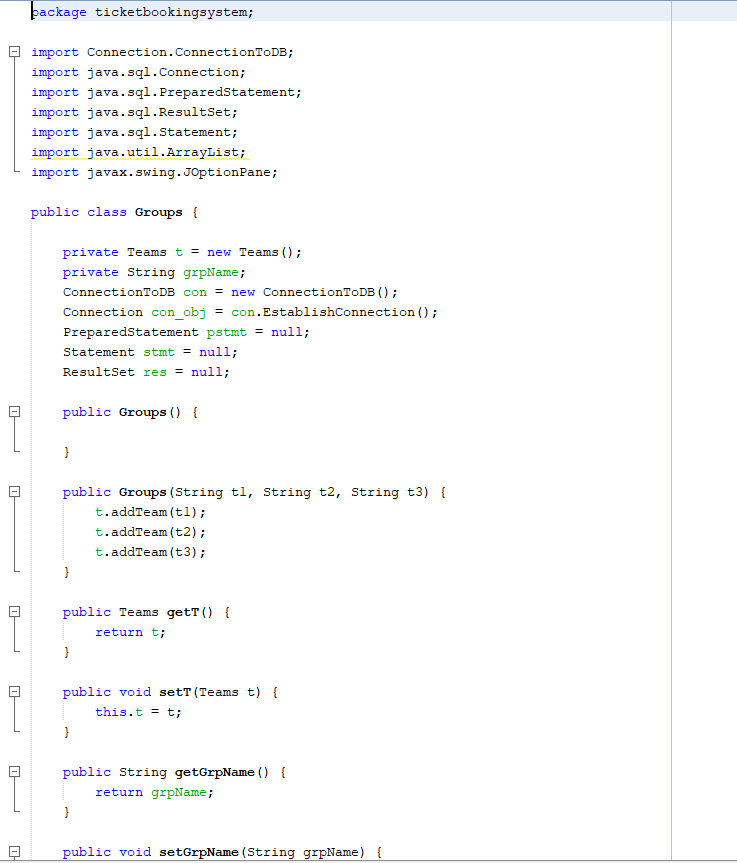 package ticketbookingsystem;
import Connection.ConnectionToDB;
import java.sql.Connection;
import java.sql.PreparedStatement;
import java.sql.ResultSet;
import java.sql.Statement;
import java.util.ArrayList;
import javax.swing.JOptionPane;
public class Groups {
private Teams t = new Teams();
private String grpName;
ConnectionToDB con = new ConnectionToDB();
Connection con_obj = con.EstablishConnection();
PreparedStatement pstmt = null;
Statement stmt = null;
ResultSet res = null;
public Groups() {
}
public Groups(String t1, String t2, String t3) {
t.addTeam(t1);
t.addTeam(t2);
t.addTeam(t3);
}
public Teams getT() {
return t;
}
public void setT(Teams t) {
this.t = t;
}
public String getGrpName() {
return grpName;
}
public void setGrpName(String grpName) {